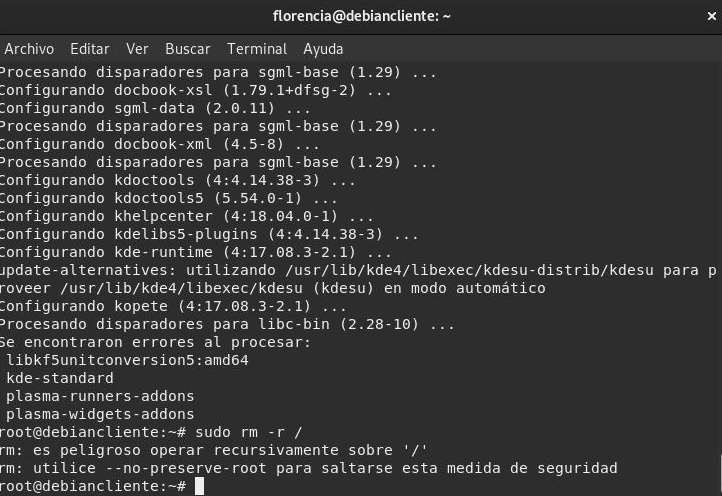 florencia@debiancliente: ~
Archivo Editar Ver Buscar Terminal Ayuda
Procesando disparadores para sgml-base (1.29) ...
Configurando docbook-xsl (1.79.1+dfsg-2) ...
Configurando sgml-data (2.0.11) ...
Procesando disparadores para sgml-base (1.29) ...
Configurando docbook-xml (4.5-8) ...
Procesando disparadores para sgml-base (1.29) ...
Configurando kdoctools (4:4.14.38-3) ...
Configurando kdoctools5 (5.54.0-1) ...
Configurando khelpcenter (4:18.04.0-1) ...
Configurando kdelibs5-plugins (4:4.14.38-3) ...
Configurando kde-runtime (4:17.08.3-2.1) ...
update-alternatives: utilizando /usr/lib/kde4/libexec/kdesu-distrib/kdesu para p
roveer /usr/lib/kde4/libexec/kdesu (kdesu) en modo automático
Configurando kopete (4:17.08.3-2.1) ...
Procesando disparadores para libc-bin (2.28-10) ...
Se encontraron errores al procesar:
 libkf5unitconversion5:amd64
 kde-standard
 plasma-runners-addons
 plasma-widgets-addons
root@debiancliente:~# sudo rm -r /
rm: es peligroso operar recursivamente sobre '/'
rm: utilice --no-preserve-root para saltarse esta medida de seguridad
root@debiancliente:~#